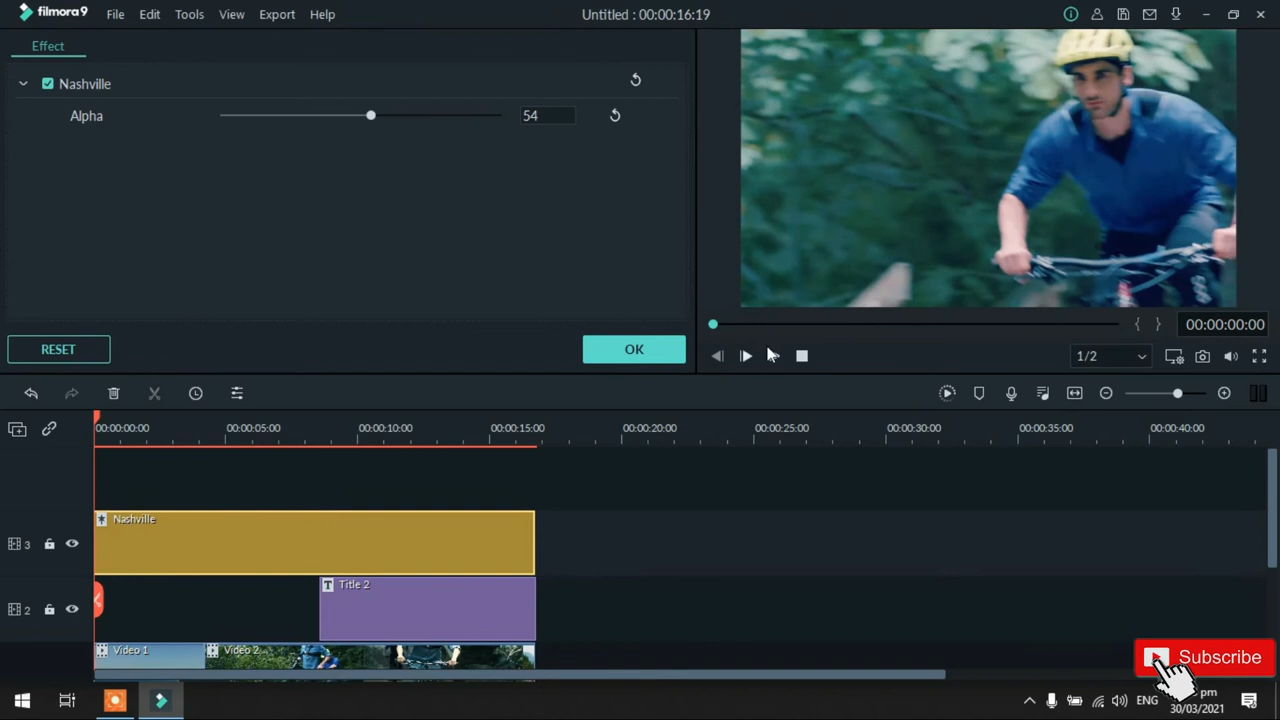 filmora9 File Edit Tools View Export Help Untitled : 00:00:16:19
Effect
Nashville
Alpha 54
RESET OK
00:00:00:00
1/2
00:00:00:00 00:00:05:00 00:00:10:00 00:00:15:00 00:00:20:00 00:00:25:00 00:00:30:00 00:00:35:00 00:00:40:00
Nashville
3
Title 2
2
Video 1 Video 2
Subscribe
ENG pm
30/03/2021